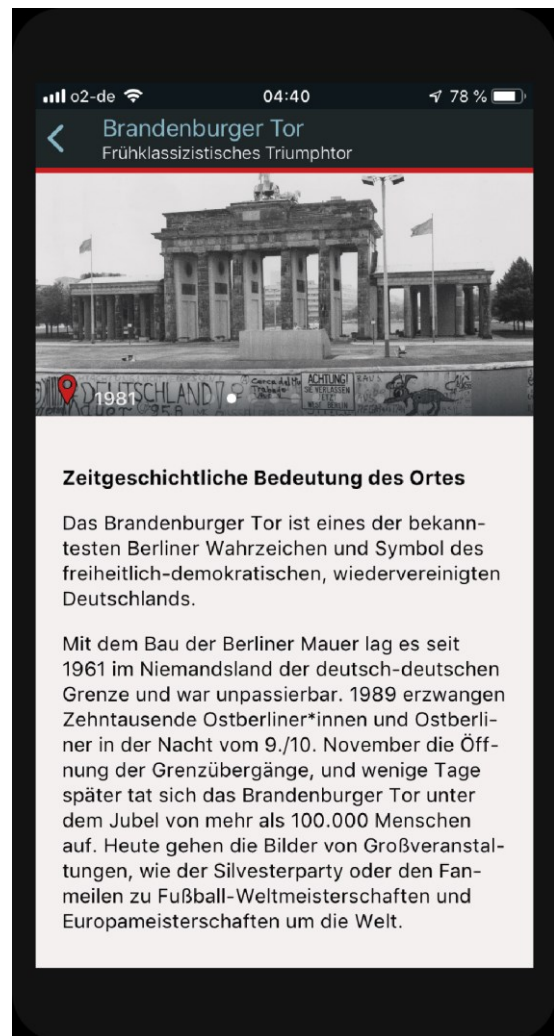 o2-de 04:40 78 %
Brandenburger Tor
Frühklassizistisches Triumphtor
ACHTUNG!
SIE VERLASSEN
1981 DEUTSCHLAND
Zeitgeschichtliche Bedeutung des Ortes
Das Brandenburger Tor ist eines der bekann-
testen Berliner Wahrzeichen und Symbol des
freiheitlich-demokratischen, wiedervereinigten
Deutschlands.
Mit dem Bau der Berliner Mauer lag es seit
1961 im Niemandsland der deutsch-deutschen
Grenze und war unpassierbar. 1989 erzwangen
Zehntausende Ostberliner*innen und Ostberli-
ner in der Nacht vom 9./10. November die Öff-
nung der Grenzübergänge, und wenige Tage
später tat sich das Brandenburger Tor unter
dem Jubel von mehr als 100.000 Menschen
auf. Heute gehen die Bilder von Großveranstal-
tungen, wie der Silvesterparty oder den Fan-
meilen zu Fußball-Weltmeisterschaften und
Europameisterschaften um die Welt.